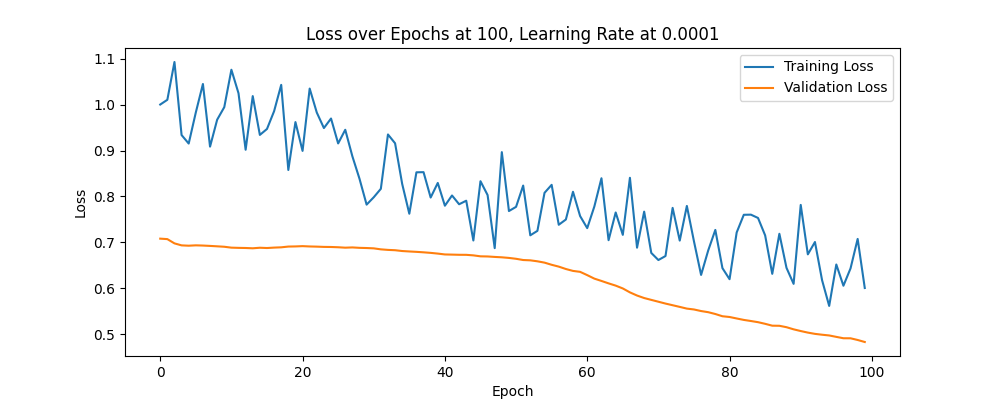 Loss over Epochs at 100, Learning Rate at 0.0001
Training Loss
Validation Loss
1.1
1.0
0.9
0.8
0.7
0.6
0.5
Loss
0
20
40
60
80
100
Epoch